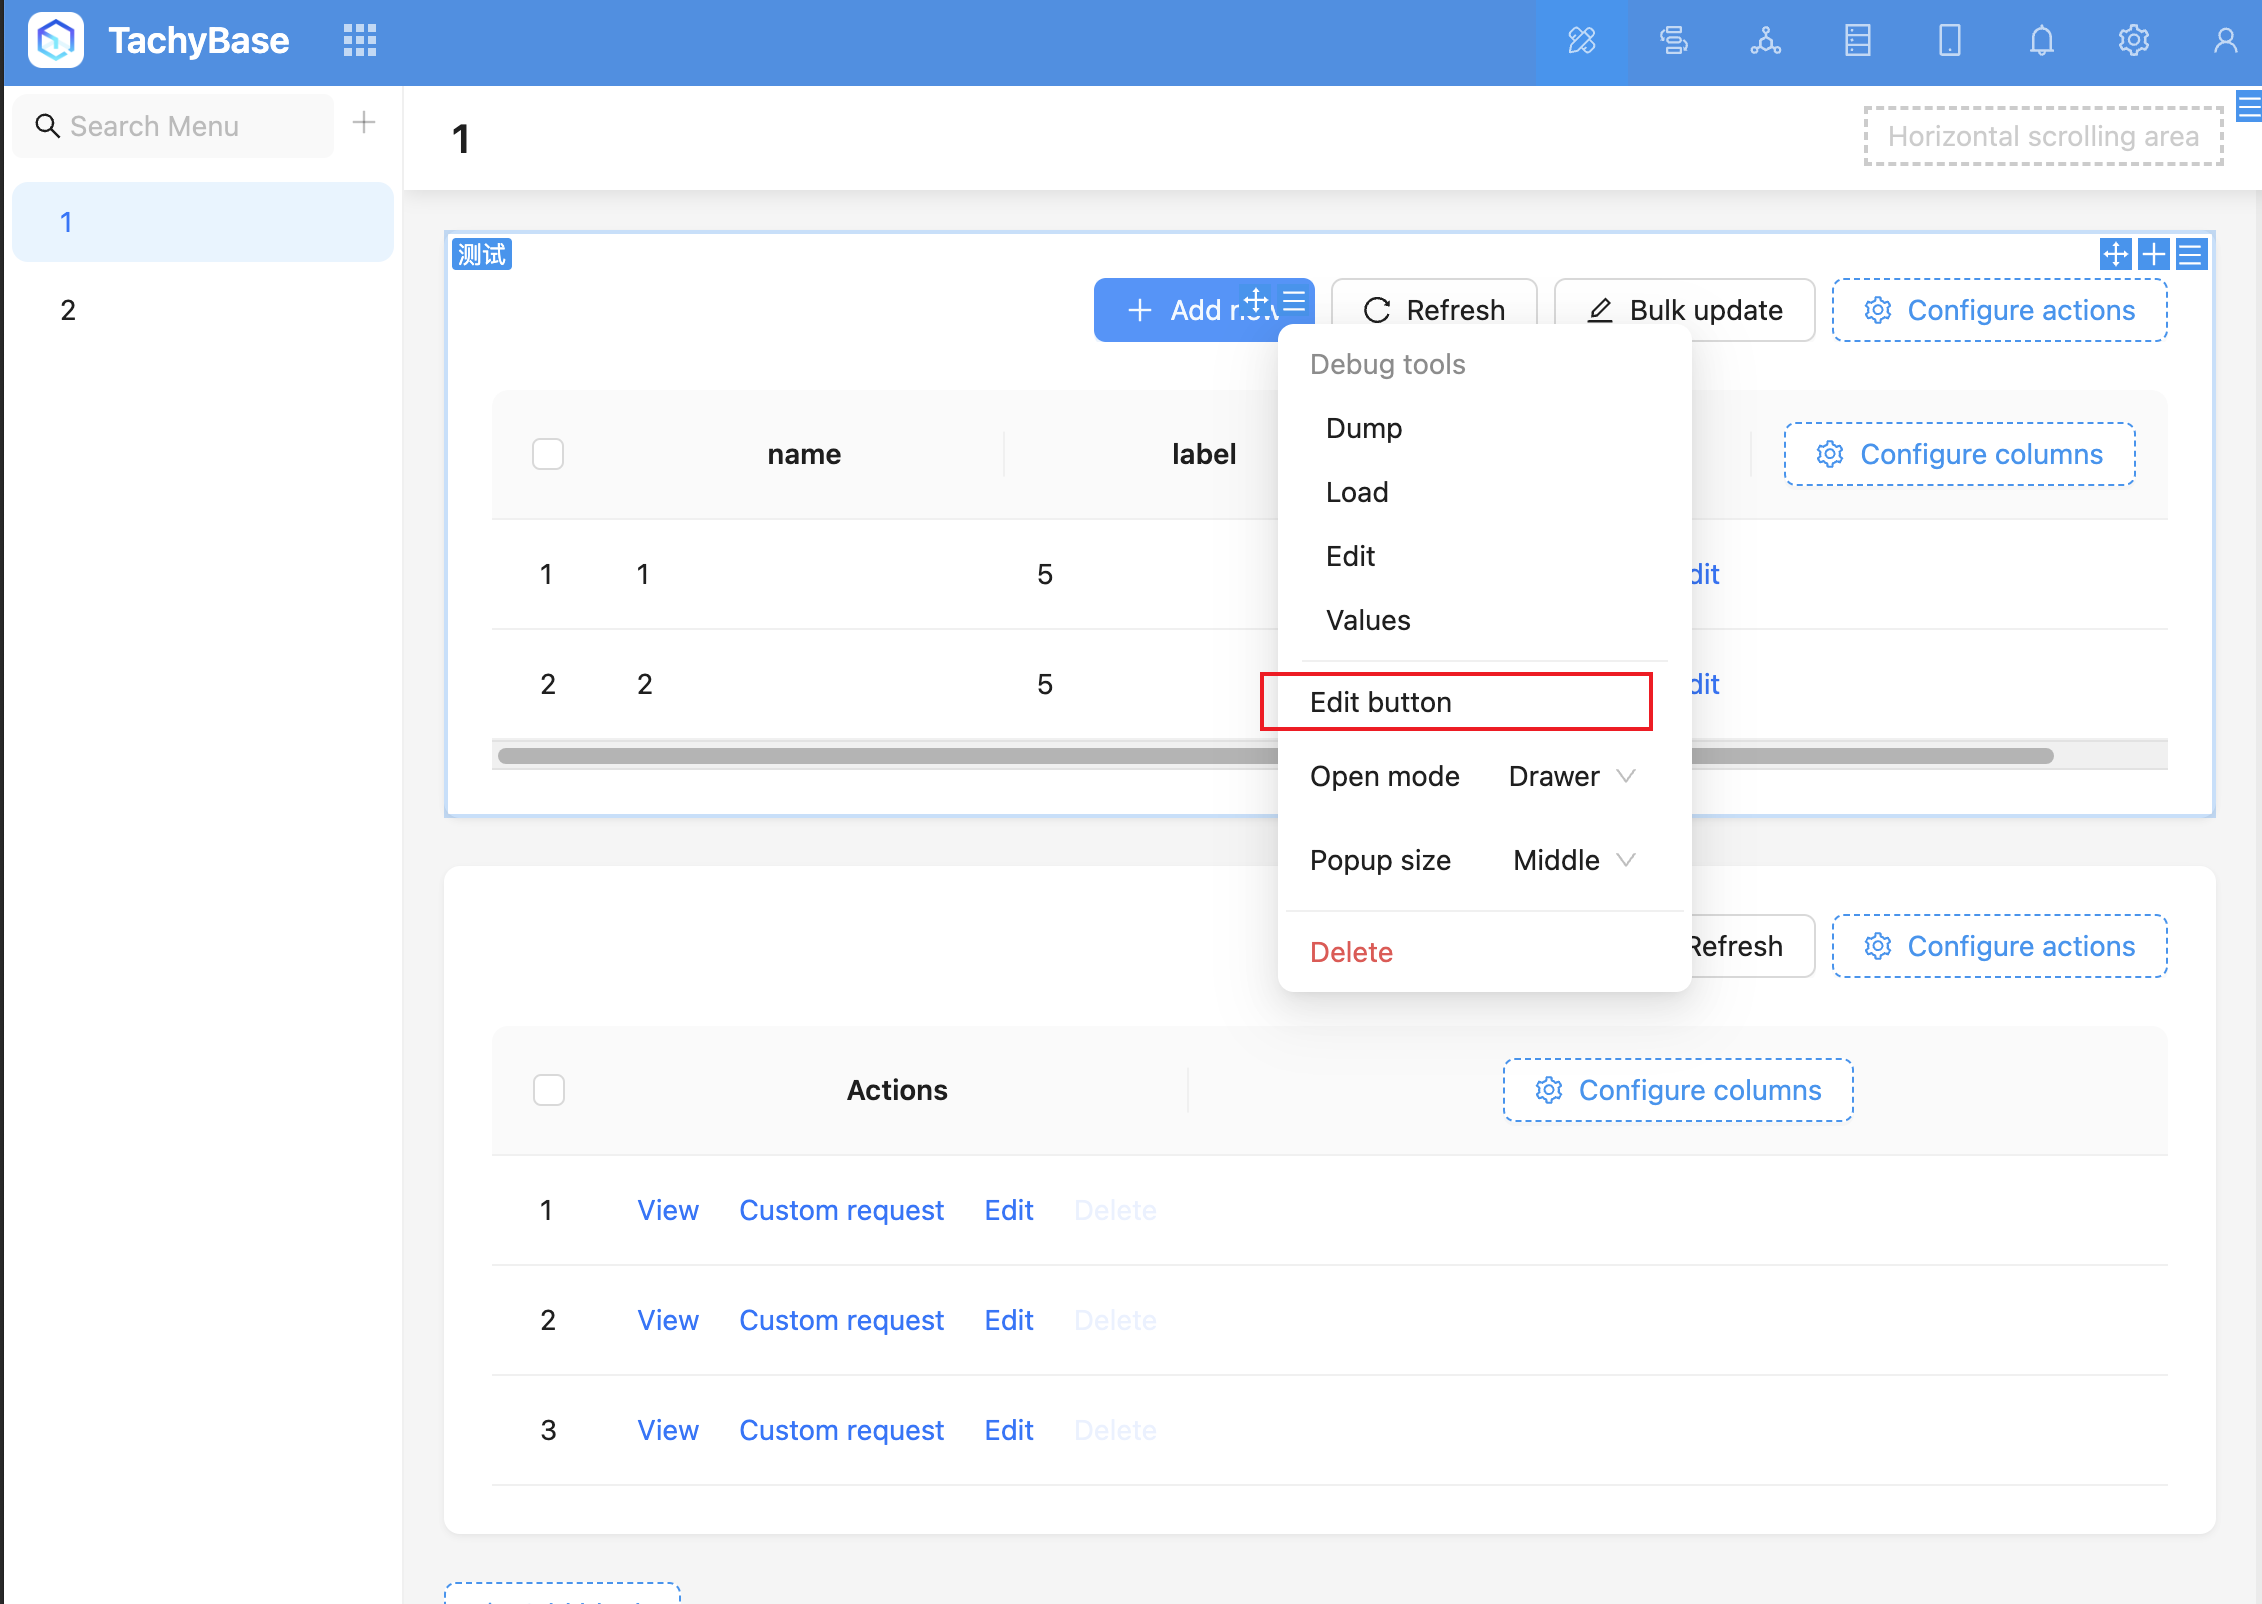 TachyBase
Search Menu
1
2
1
Horizontal scrolling area
测试
Add new
Refresh
Bulk update
Configure actions
Debug tools
Dump
Load
Edit
Values
Edit button
Open mode Drawer
Popup size Middle
Delete
name label
Configure columns
1 1 5 dit
2 2 5 dit
Refresh
Configure actions
Actions
Configure columns
1 View Custom request Edit Delete
2 View Custom request Edit Delete
3 View Custom request Edit Delete